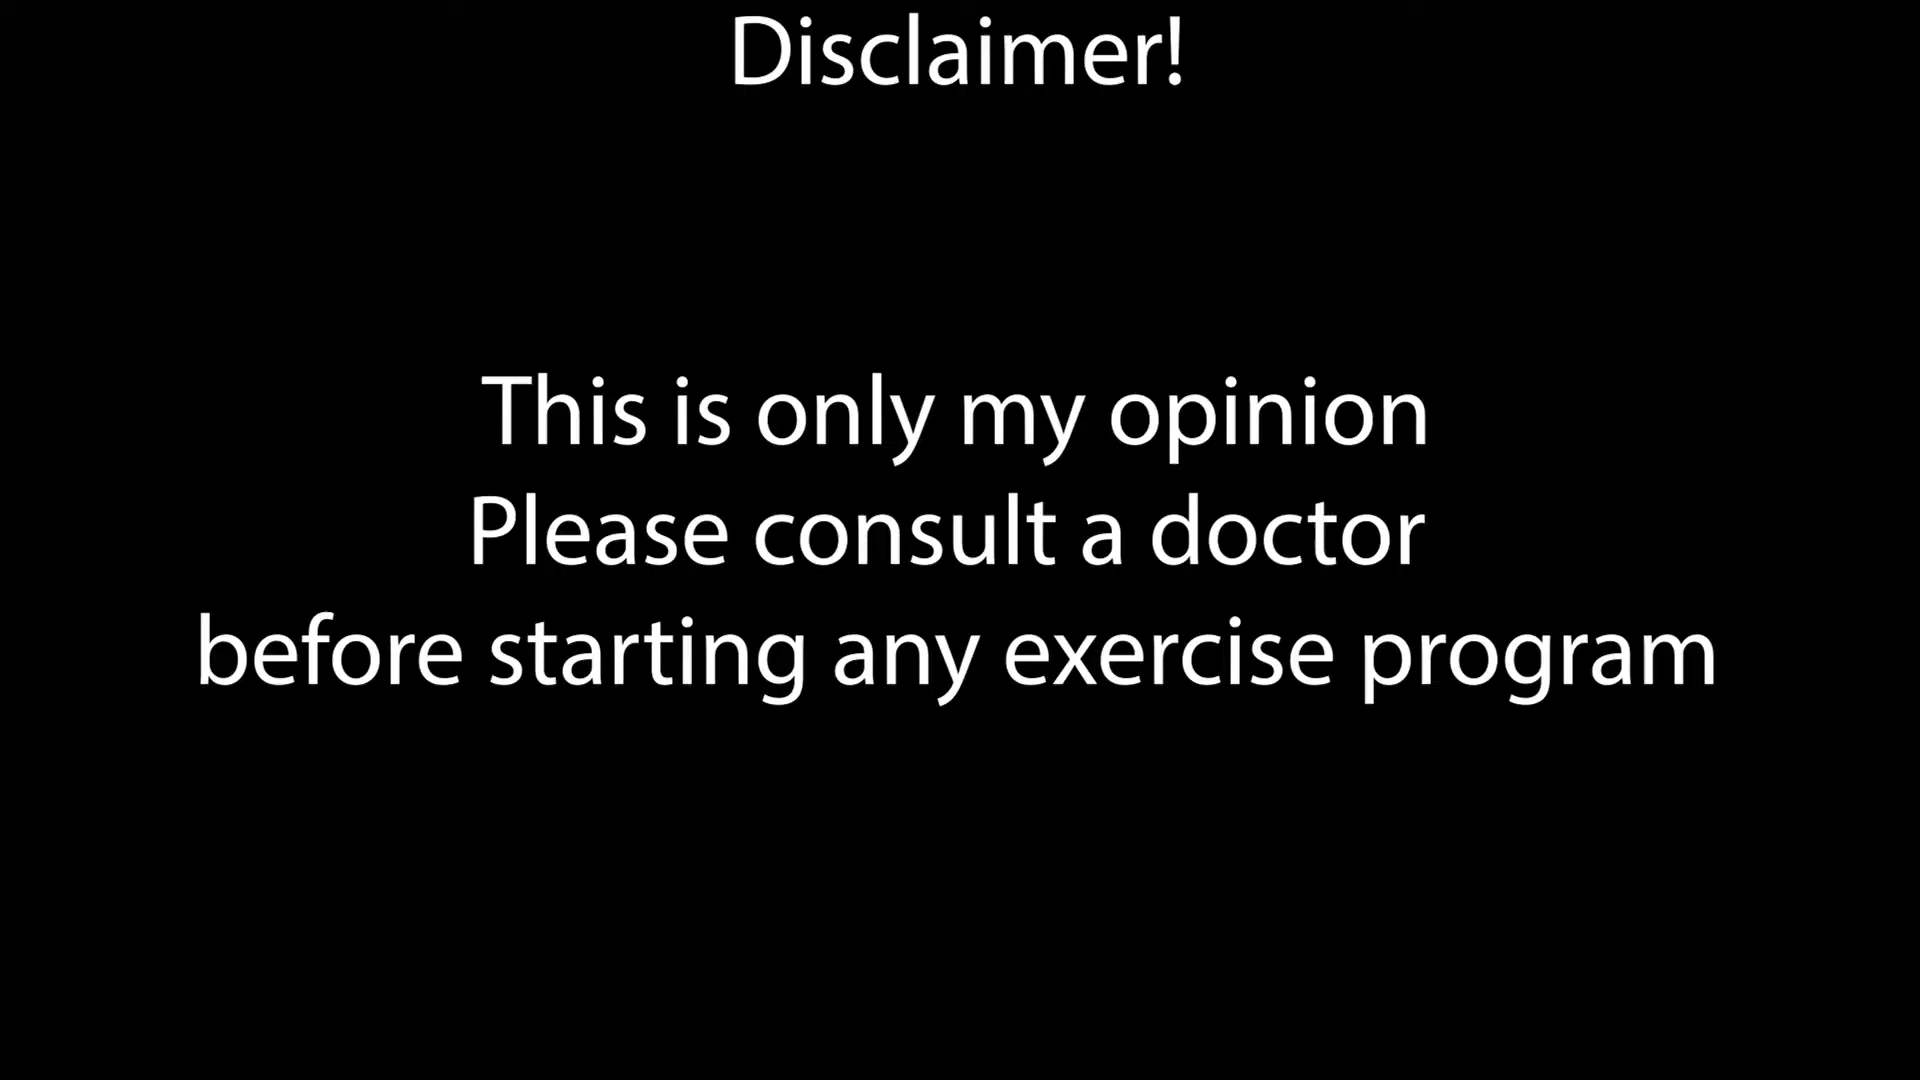 Disclaimer!
This is only my opinion
Please consult a doctor
before starting any exercise program